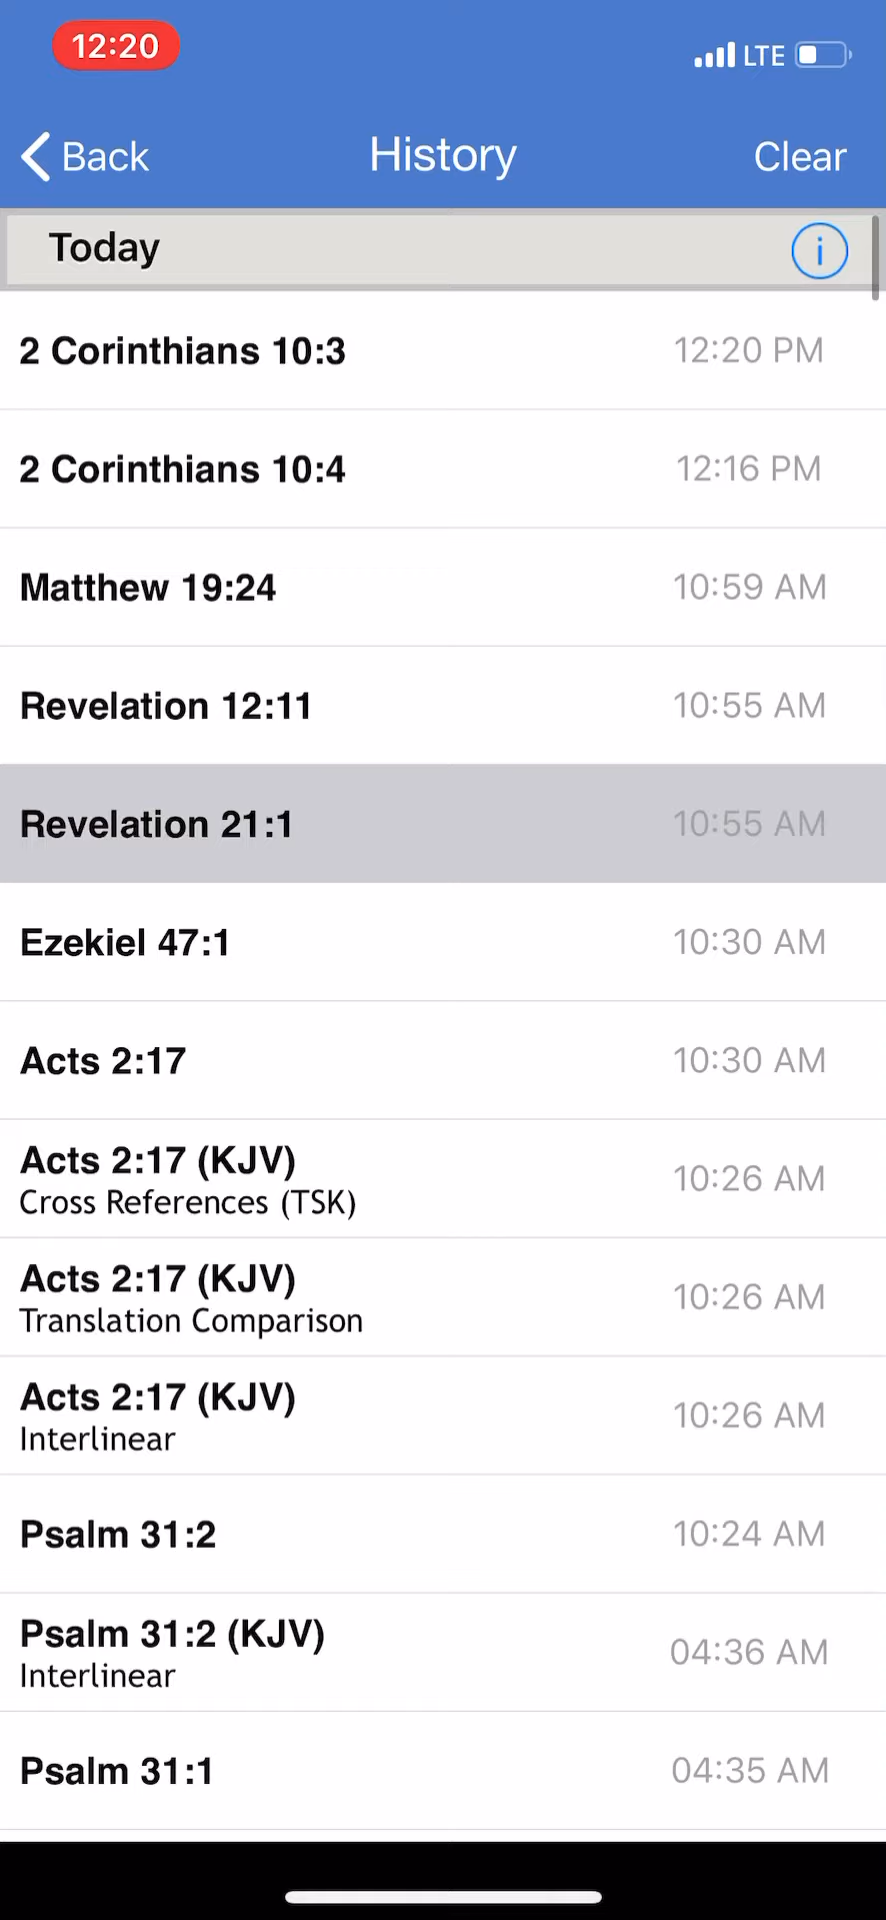 12:20 LTE
Back History Clear
Today i
2 Corinthians 10:3 12:20 PM
2 Corinthians 10:4 12:16 PM
Matthew 19:24 10:59 AM
Revelation 12:11 10:55 AM
Revelation 21:1 10:55 AM
Ezekiel 47:1 10:30 AM
Acts 2:17 10:30 AM
Acts 2:17 (KJV) 10:26 AM
Cross References (TSK)
Acts 2:17 (KJV) 10:26 AM
Translation Comparison
Acts 2:17 (KJV) 10:26 AM
Interlinear
Psalm 31:2 10:24 AM
Psalm 31:2 (KJV) 04:36 AM
Interlinear
Psalm 31:1 04:35 AM